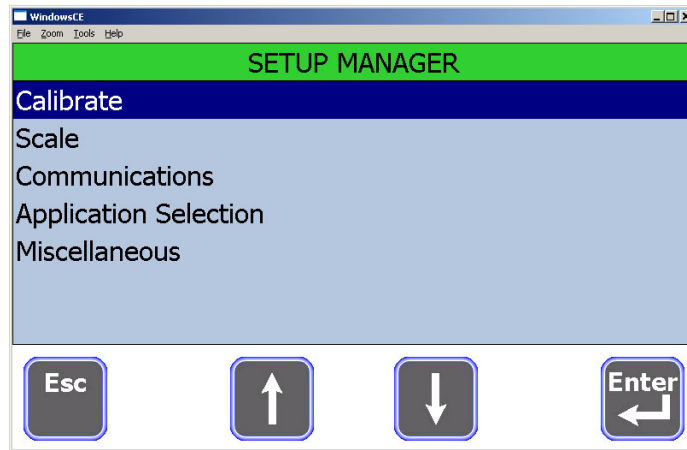 WindowsCE
File Zoom Tools Help
SETUP MANAGER
Calibrate
Scale
Communications
Application Selection
Miscellaneous
Esc
Enter